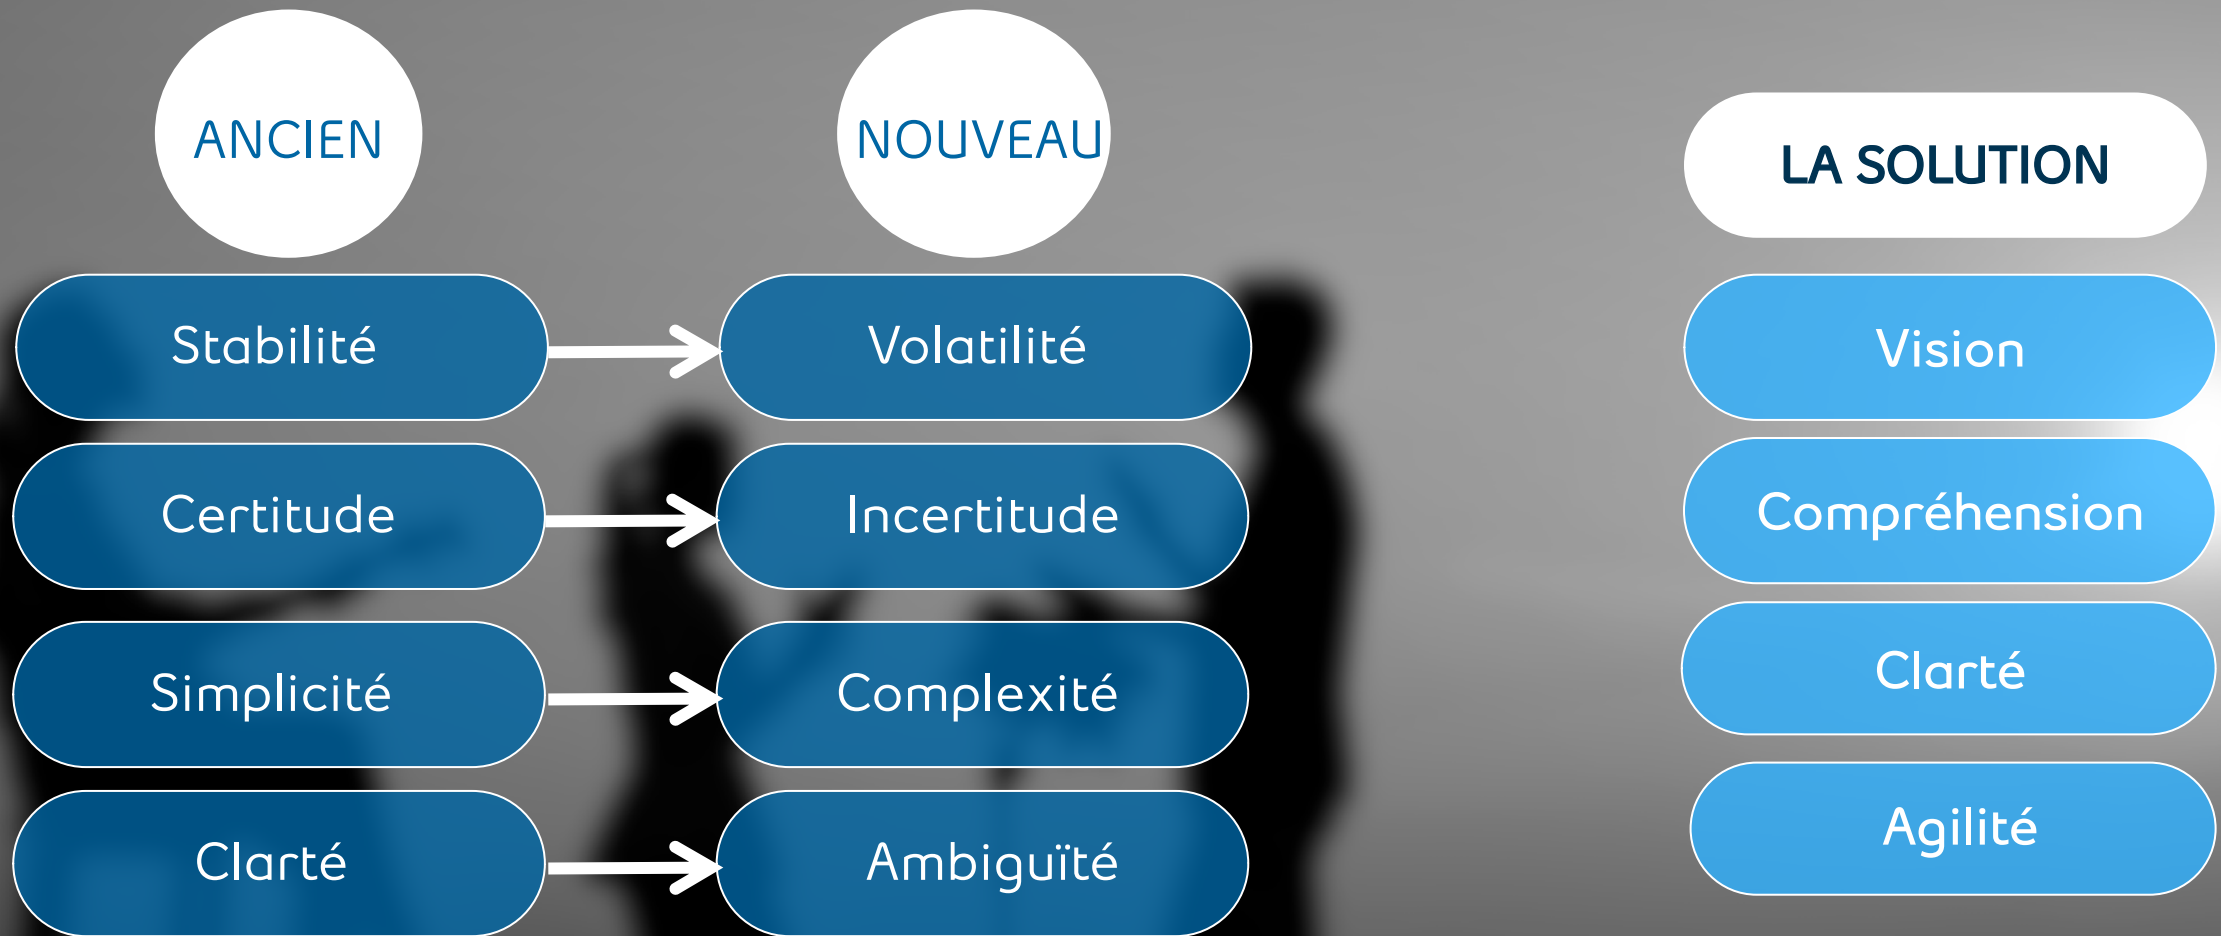 ANCIEN
NOUVEAU
LA SOLUTION
Stabilité
Volatilité
Vision
Certitude
Incertitude
Compréhension
Simplicité
Complexité
Clarté
Clarté
Ambiguïté
Agilité